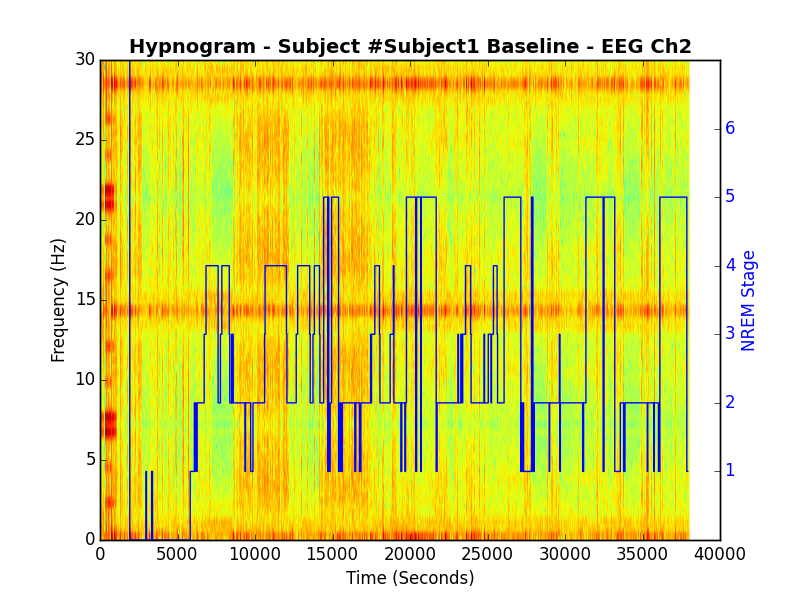 Hypnogram - Subject #Subject1 Baseline - EEG Ch2
30
25
20
15
10
5
0
Frequency (Hz)
6
5
4
3
2
1
NREM Stage
0 5000 10000 15000 20000 25000 30000 35000 40000
Time (Seconds)